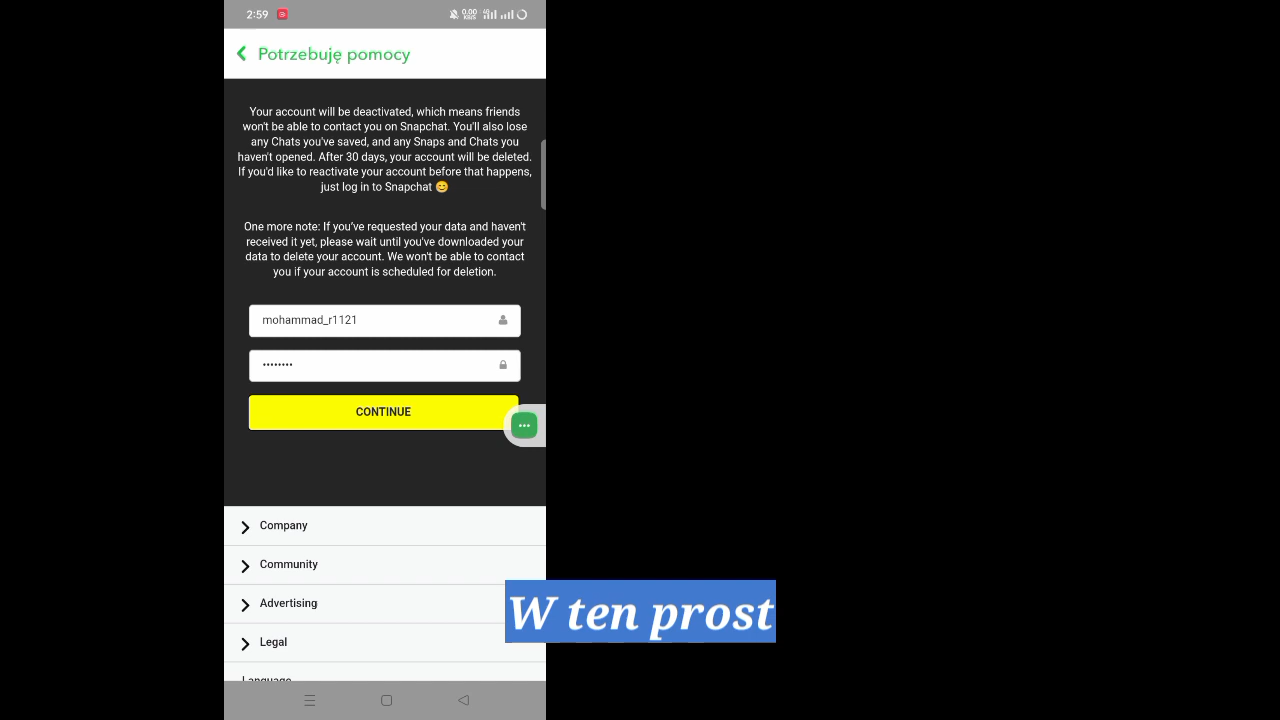 2:59
0.00
KB/S
4G
Potrzebuję pomocy
Your account will be deactivated, which means friends
won't be able to contact you on Snapchat. You'll also lose
any Chats you've saved, and any Snaps and Chats you
haven't opened. After 30 days, your account will be deleted.
If you'd like to reactivate your account before that happens,
just log in to Snapchat 😊
One more note: If you've requested your data and haven't
received it yet, please wait until you've downloaded your
data to delete your account. We won't be able to contact
you if your account is scheduled for deletion.
mohammad_r1121
••••••••
CONTINUE
Company
Community
Advertising
Legal
Language
W ten prost